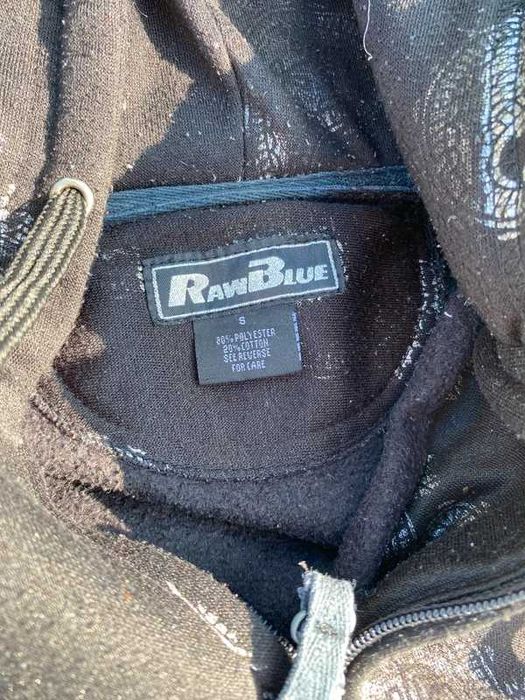 RAWBLUE
S
80% POLYESTER
20% COTTON
SEE REVERSE
FOR CARE